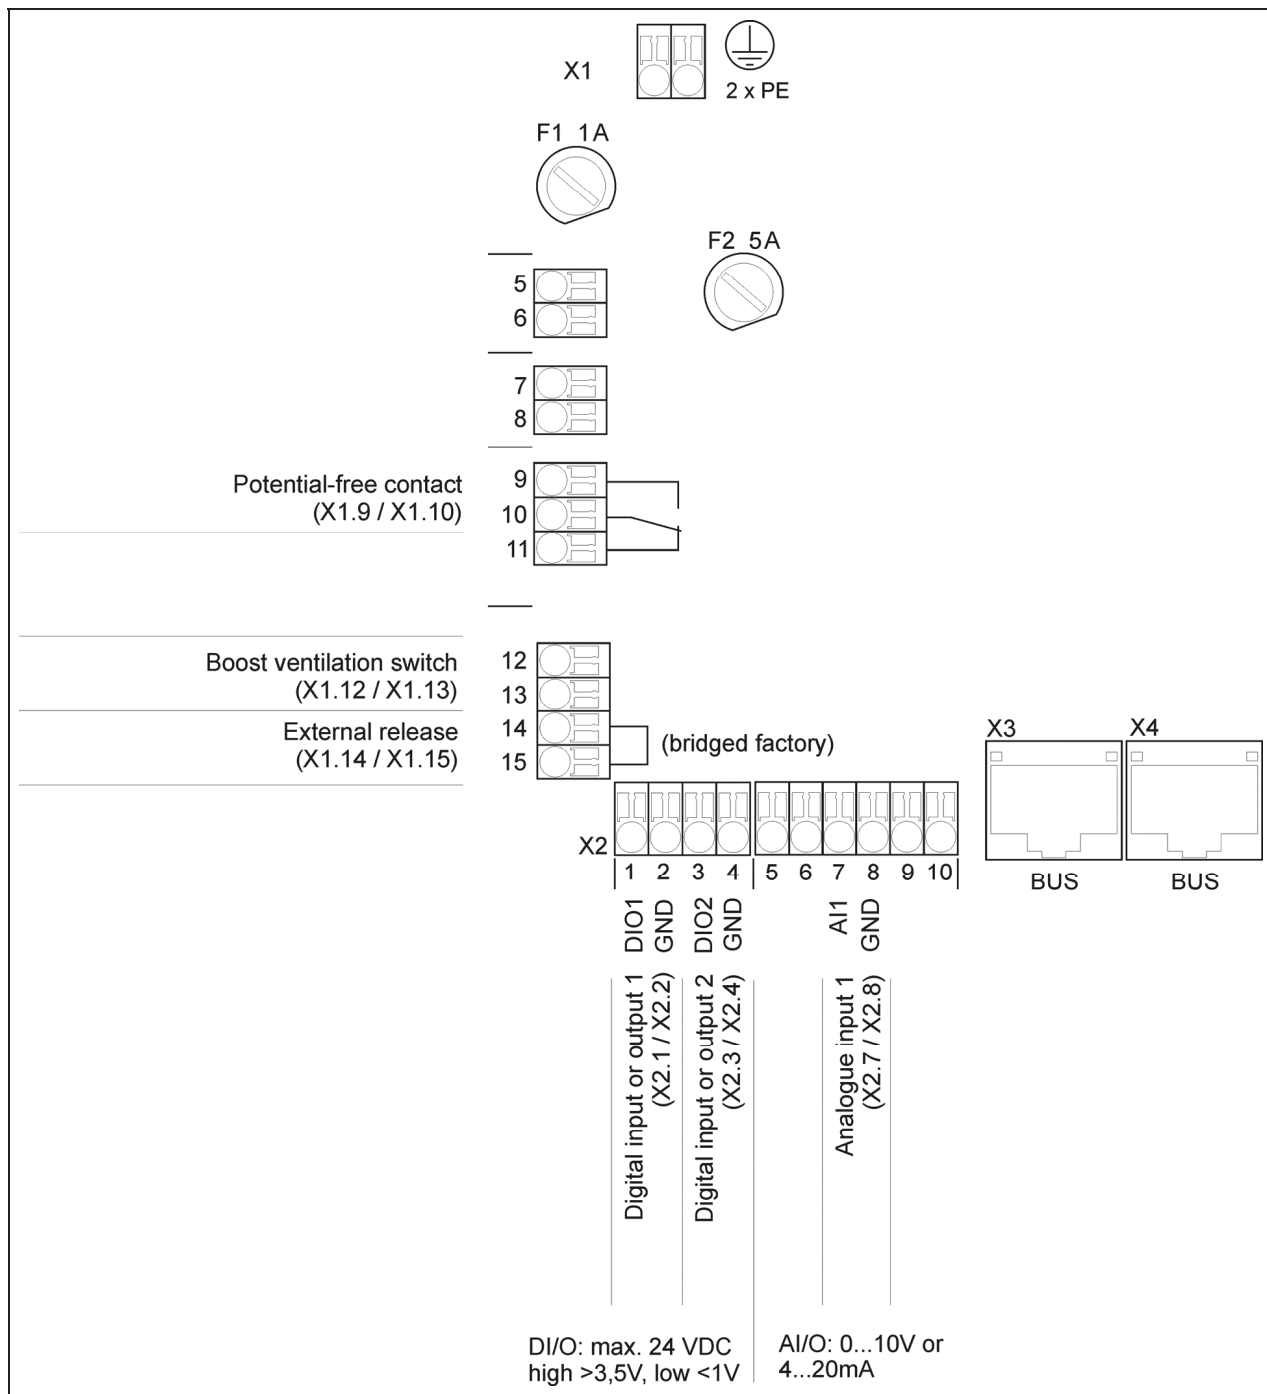 X1
2 x PE
F1 1A
F2 5A
5
6
7
8
Potential-free contact
(X1.9 / X1.10)
9
10
11
Boost ventilation switch
(X1.12 / X1.13)
12
13
External release
(X1.14 / X1.15)
14
15
(bridged factory)
X3
X4
X2
BUS
BUS
1 2 3 4 5 6 7 8 9 10
DIO1
GND
DIO2
GND
AI1
GND
Digital input or output 1
(X2.1 / X2.2)
Digital input or output 2
(X2.3 / X2.4)
Analogue input 1
(X2.7 / X2.8)
DI/O: max. 24 VDC
high >3,5V, low <1V
AI/O: 0...10V or
4...20mA